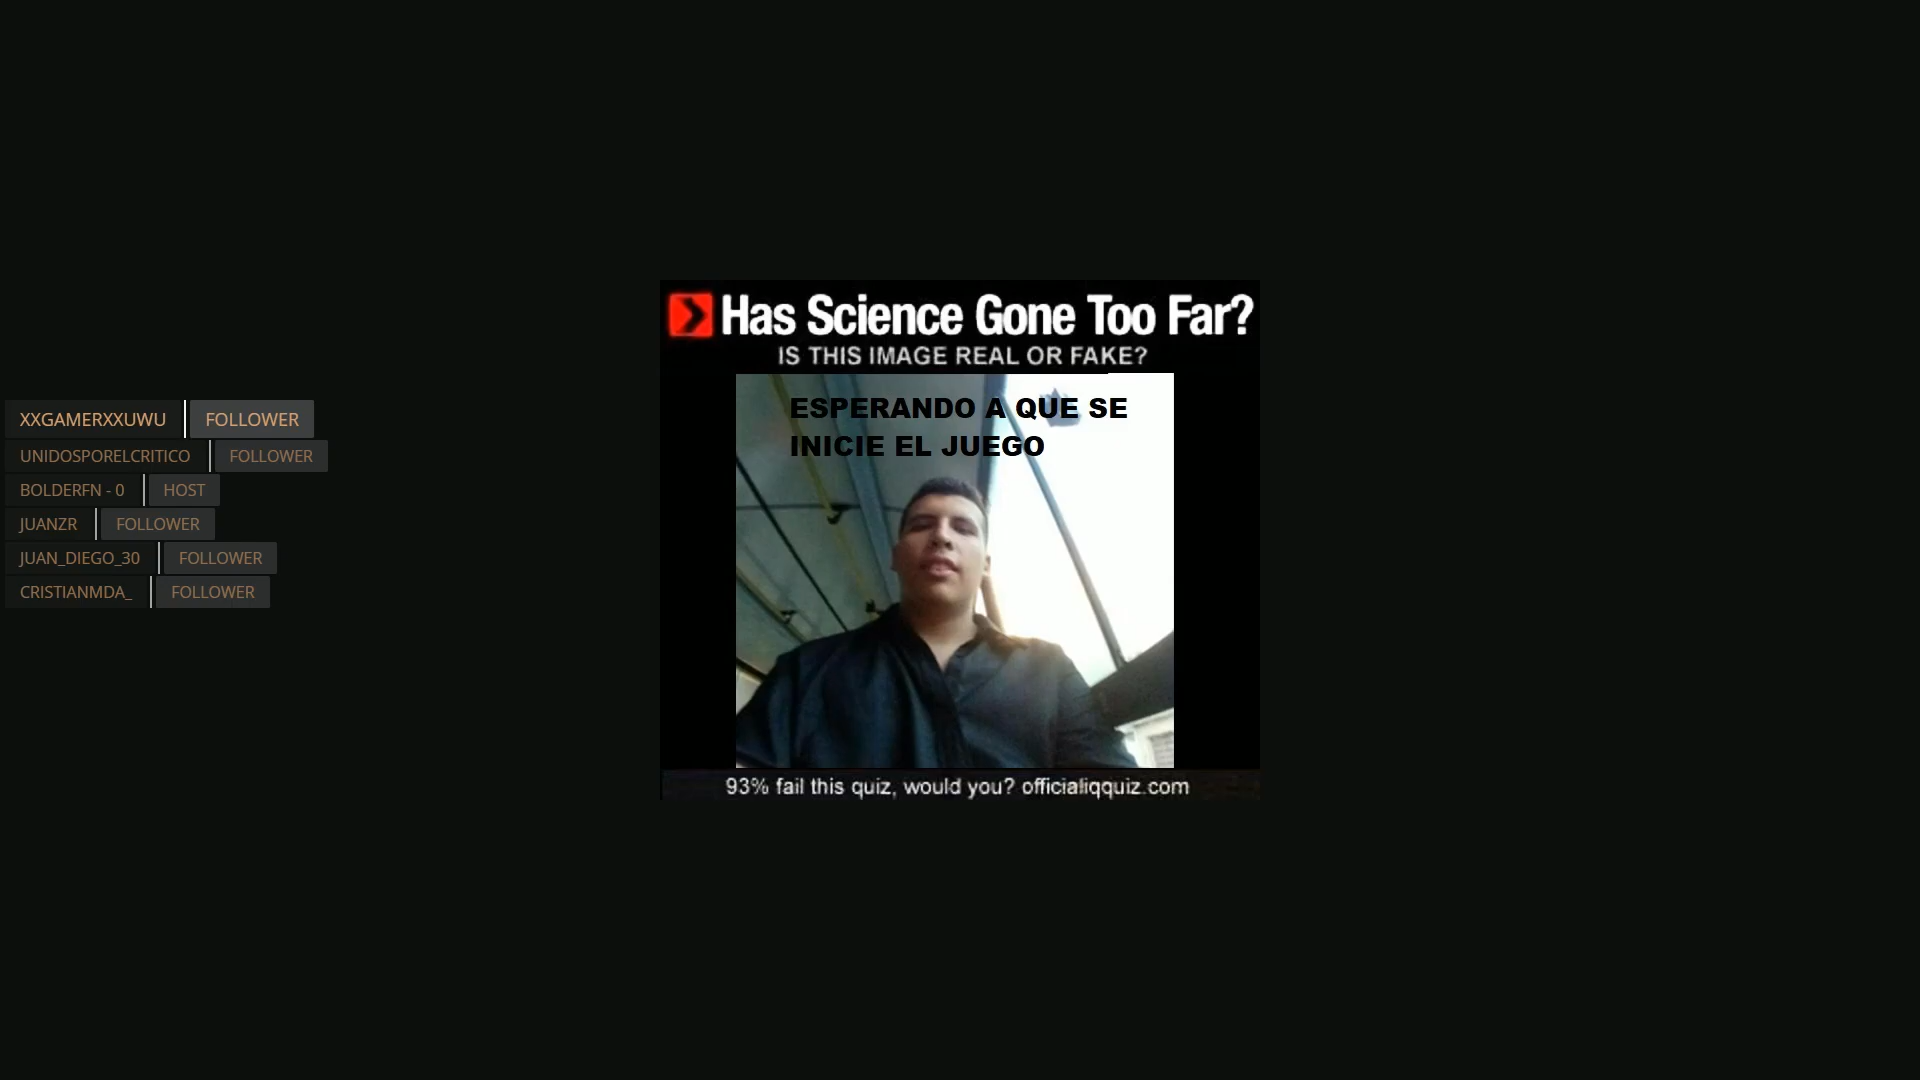 Has Science Gone Too Far?
IS THIS IMAGE REAL OR FAKE?
ESPERANDO A QUE SE
INICIE EL JUEGO
93% fail this quiz, would you? officialiqquiz.com
XXGAMERXXUWU FOLLOWER
UNIDOSPORELCRITICO FOLLOWER
BOLDERFN - 0 HOST
JUANZR FOLLOWER
JUAN_DIEGO_30 FOLLOWER
CRISTIANMDA_ FOLLOWER